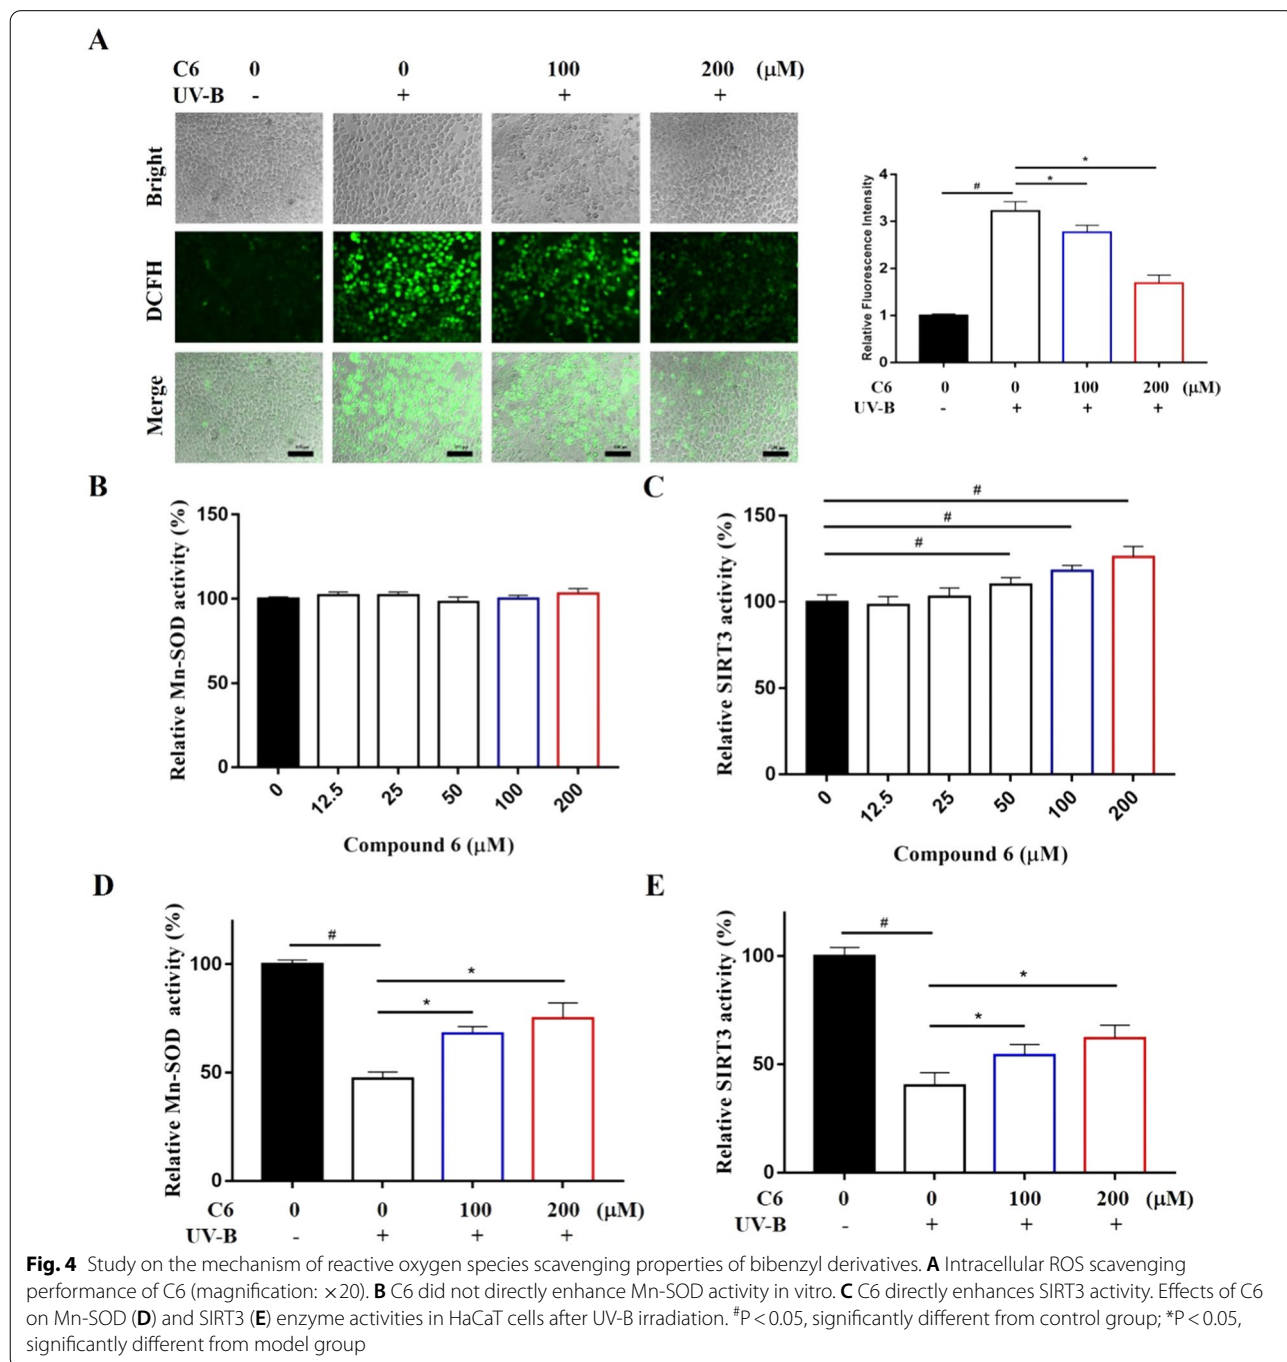 A
C6 0 0 100 200 (μM)
UV-B - + + +
Bright
DCFH
Merge
Relative Fluorescence Intensity
4
3
2
1
0
#
*
*
C6 0 0 100 200 (μM)
UV-B - + + +
B
Relative Mn-SOD activity (%)
150
100
50
0
0 12.5 25 50 100 200
Compound 6 (μM)
C
Relative SIRT3 activity (%)
150
100
50
0
#
#
#
0 12.5 25 50 100 200
Compound 6 (μM)
D
Relative Mn-SOD activity (%)
100
50
0
#
*
*
C6 0 0 100 200 (μM)
UV-B - + + +
E
Relative SIRT3 activity (%)
100
50
0
#
*
*
C6 0 0 100 200 (μM)
UV-B - + + +
Fig. 4 Study on the mechanism of reactive oxygen species scavenging properties of bibenzyl derivatives. A Intracellular ROS scavenging
performance of C6 (magnification: ×20). B C6 did not directly enhance Mn-SOD activity in vitro. C C6 directly enhances SIRT3 activity. Effects of C6
on Mn-SOD (D) and SIRT3 (E) enzyme activities in HaCaT cells after UV-B irradiation. #P < 0.05, significantly different from control group; *P < 0.05,
significantly different from model group